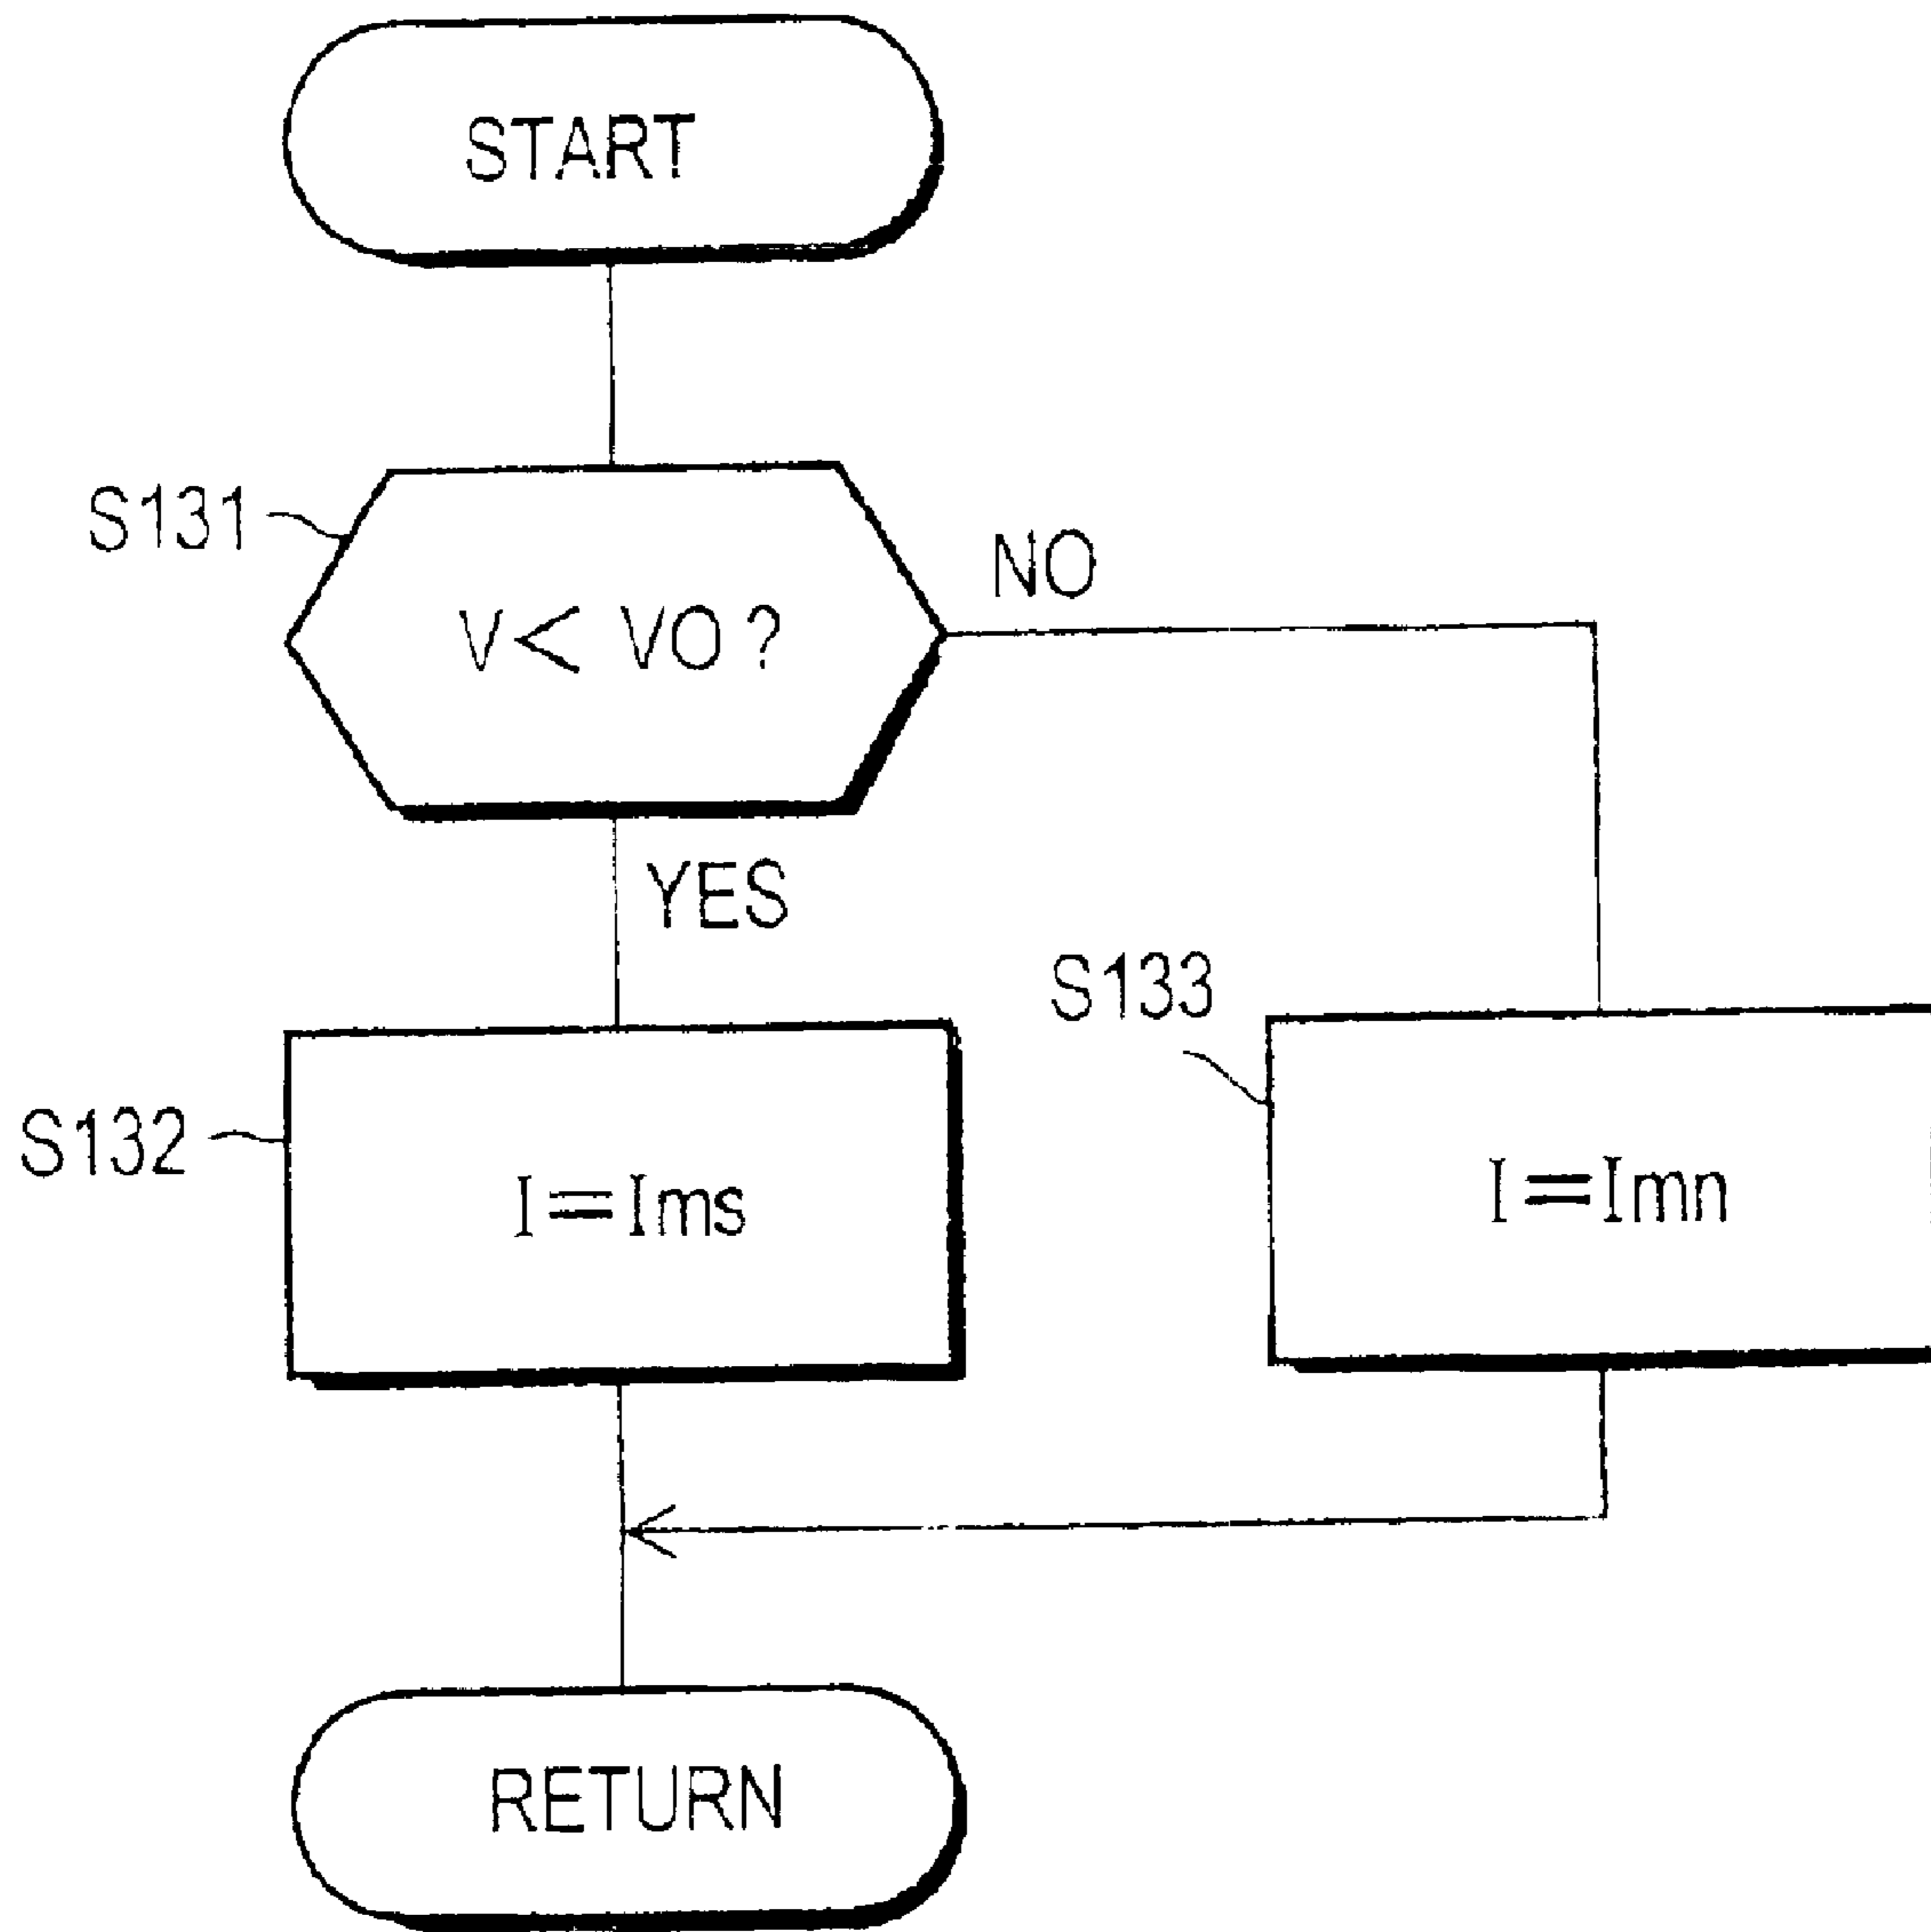 START
S131
V< VO ?
NO
YES
S133
S132
I=Ims
I=Imn
RETURN